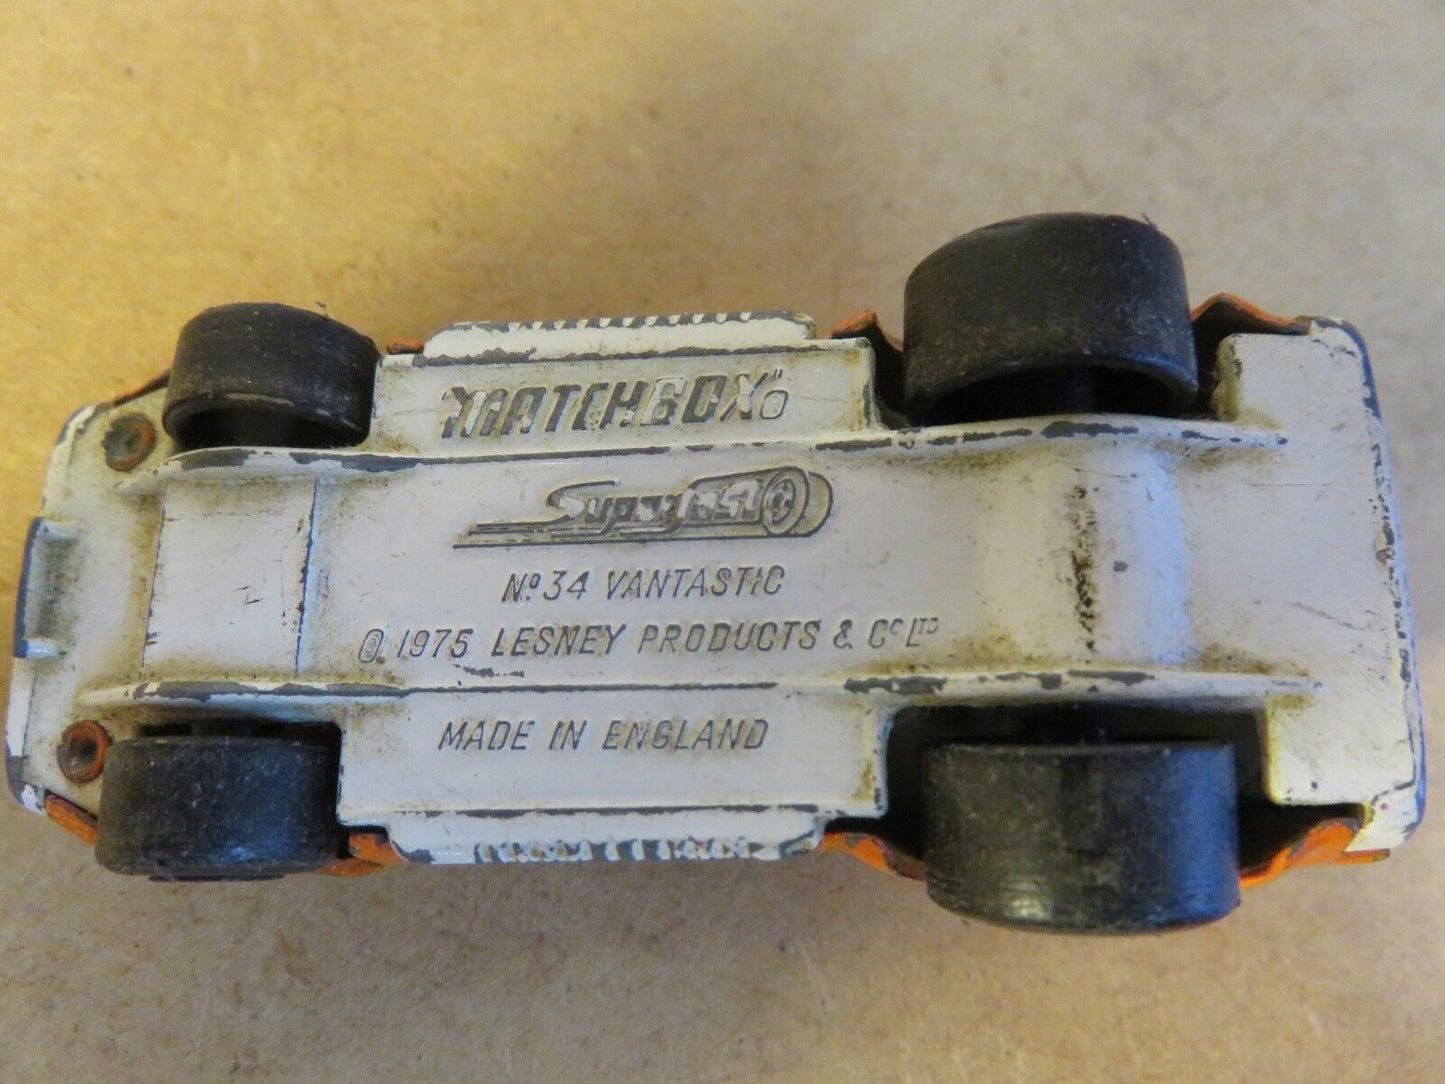 "MATCHBOX"®
Superfast
Nº 34 VANTASTIC
© 1975 LESNEY PRODUCTS & Cº LTD
MADE IN ENGLAND